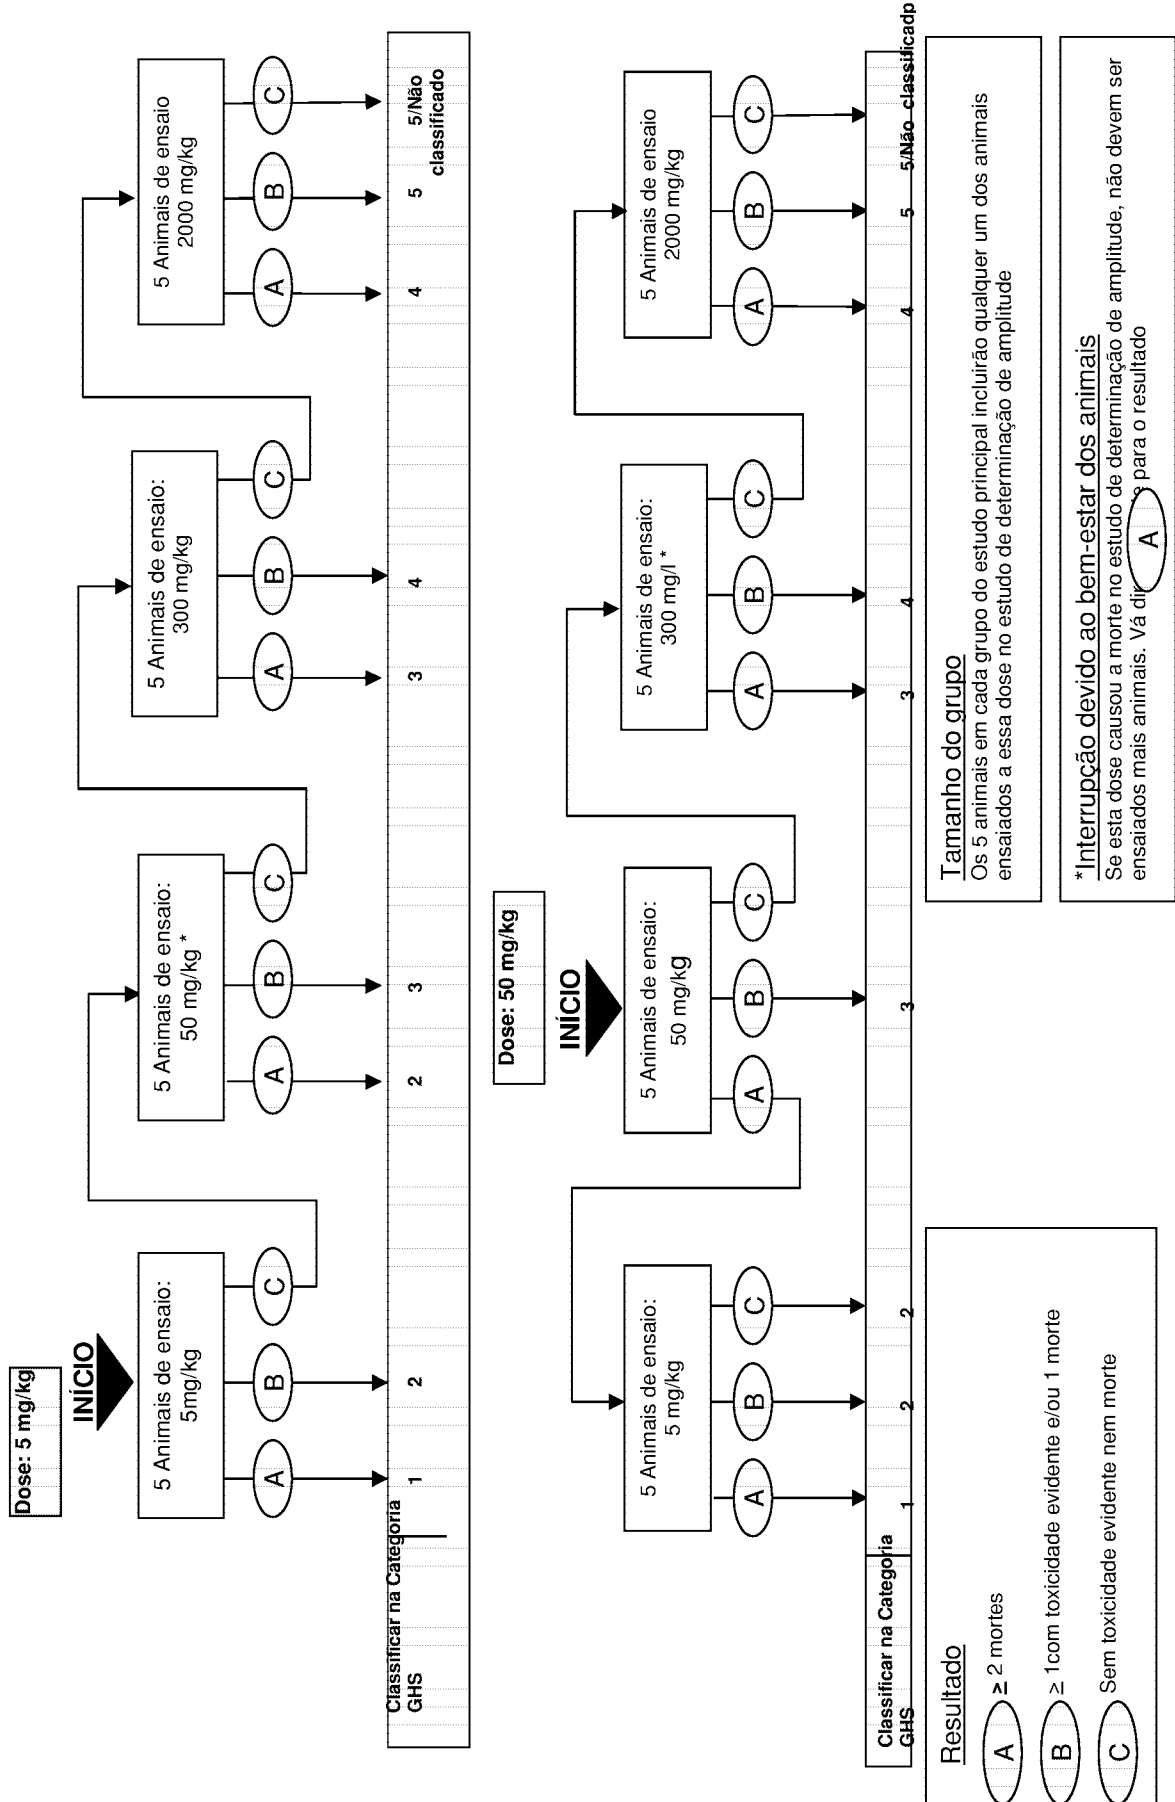 Dose: 5 mg/kg
INÍCIO
5 Animais de ensaio:
5mg/kg
A
B
C
5 Animais de ensaio:
50 mg/kg *
A
B
C
5 Animais de ensaio:
300 mg/kg
A
B
C
5 Animais de ensaio
2000 mg/kg
A
B
C
Classificar na Categoria
GHS
1
2
2
3
3
4
4
5
5/Não
classificado
Dose: 50 mg/kg
INÍCIO
5 Animais de ensaio:
5 mg/kg
A
B
C
5 Animais de ensaio:
50 mg/kg
A
B
C
5 Animais de ensaio:
300 mg/l *
A
B
C
5 Animais de ensaio
2000 mg/kg
A
B
C
Classificar na Categoria
GHS
1
2
2
3
3
4
4
5
5/Não classificadp
Resultado
A ≥ 2 mortes
B ≥ 1com toxicidade evidente e/ou 1 morte
C Sem toxicidade evidente nem morte
Tamanho do grupo
Os 5 animais em cada grupo do estudo principal incluirão qualquer um dos animais
ensaiados a essa dose no estudo de determinação de amplitude
*Interrupção devido ao bem-estar dos animais
Se esta dose causou a morte no estudo de determinação de amplitude, não devem ser
ensaiados mais animais. Vá para o resultado
A